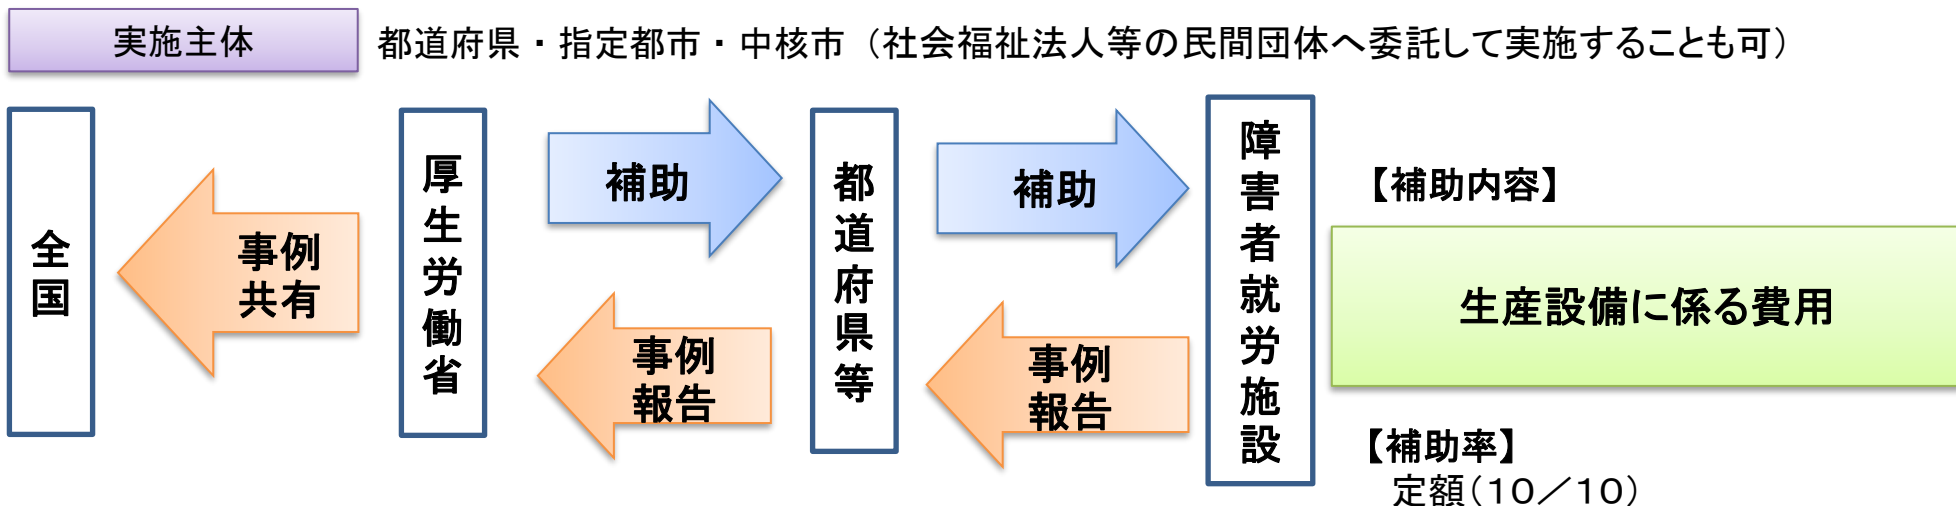 実施主体
都道府県・指定都市・中核市（社会福祉法人等の民間団体へ委託して実施することも可）
全国
事例
共有
厚生労働省
補助
事例
報告
都道府県等
補助
事例
報告
障害者就労施設
【補助内容】
生産設備に係る費用
【補助率】
定額（１０／１０）